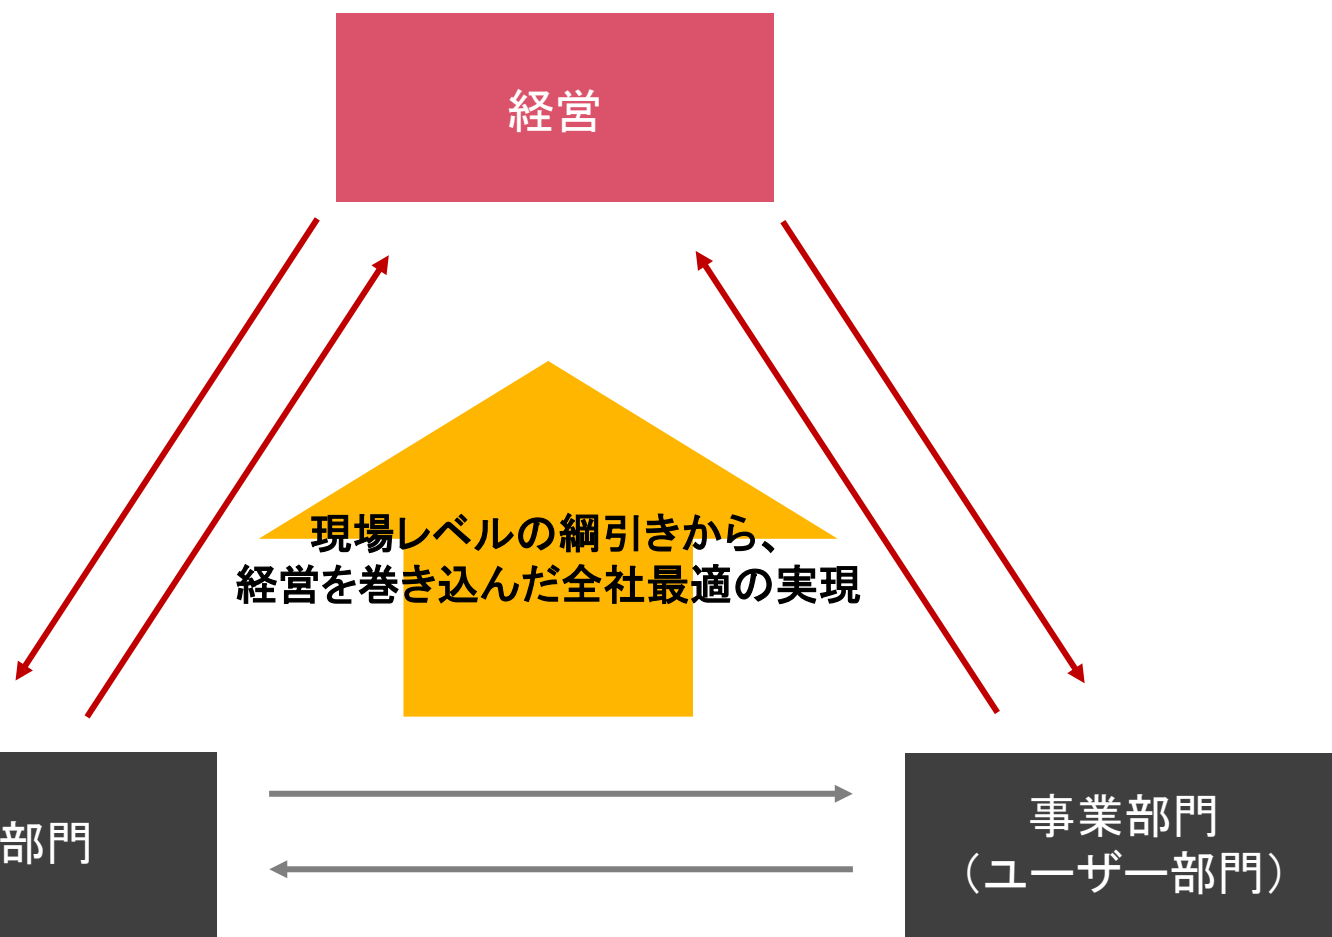 経営
現場レベルの綱引きから、
経営を巻き込んだ全社最適の実現
部門
事業部門
（ユーザー部門）